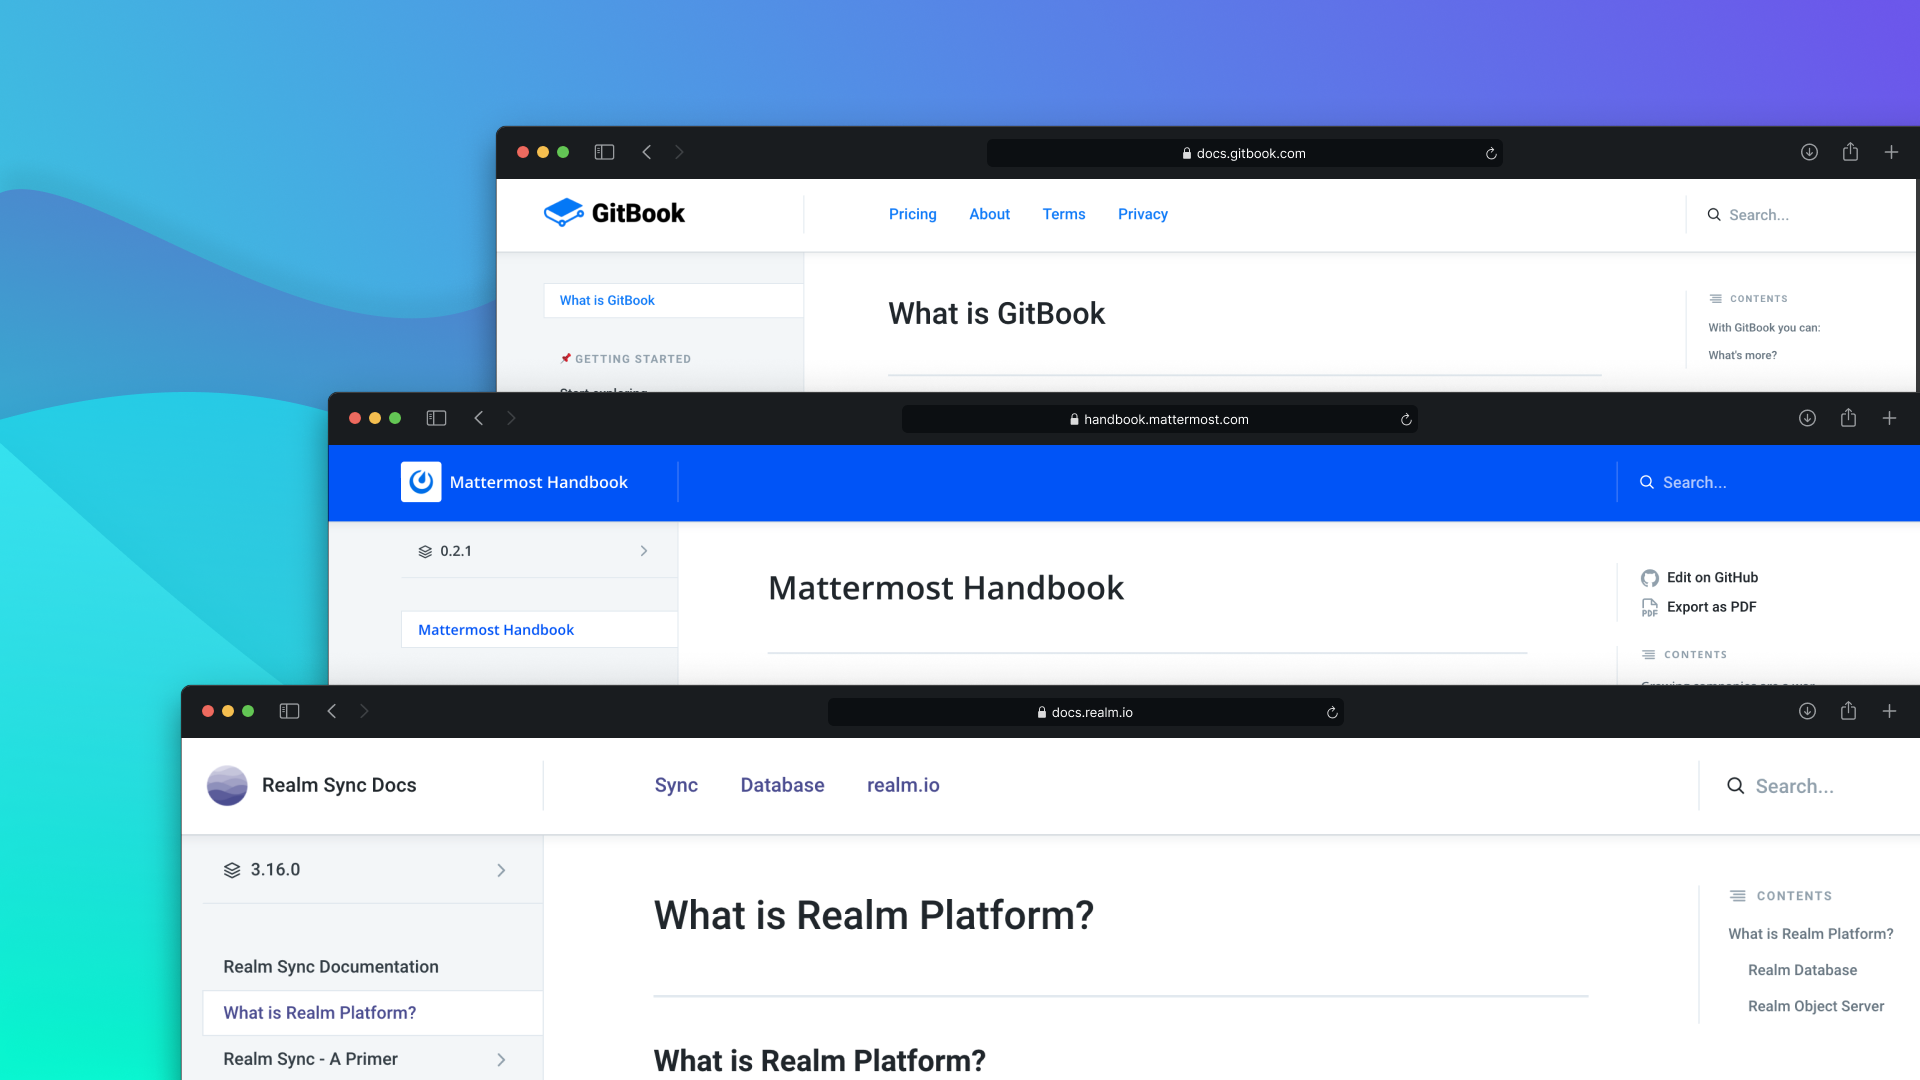 docs.gitbook.com
GitBook
Pricing
About
Terms
Privacy
Search...
What is GitBook
GETTING STARTED
What is GitBook
CONTENTS
With GitBook you can:
What's more?
handbook.mattermost.com
Mattermost Handbook
Search...
0.2.1
Mattermost Handbook
Mattermost Handbook
Edit on GitHub
PDF Export as PDF
CONTENTS
docs.realm.io
Realm Sync Docs
Sync
Database
realm.io
Search...
3.16.0
Realm Sync Documentation
What is Realm Platform?
Realm Sync - A Primer
What is Realm Platform?
What is Realm Platform?
CONTENTS
What is Realm Platform?
Realm Database
Realm Object Server